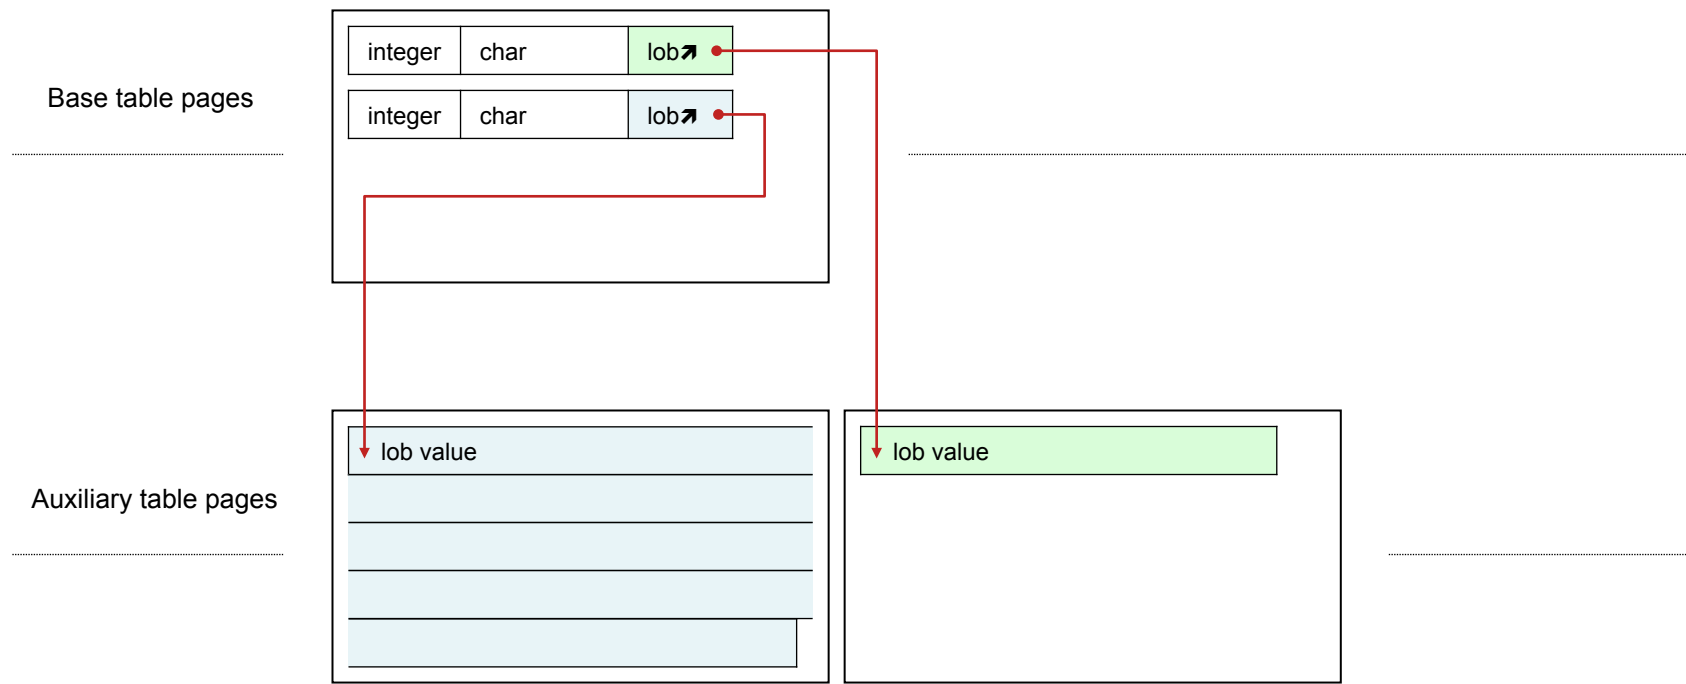 integer char lob↗
Base table pages
integer char lob↗
lob value lob value
Auxiliary table pages